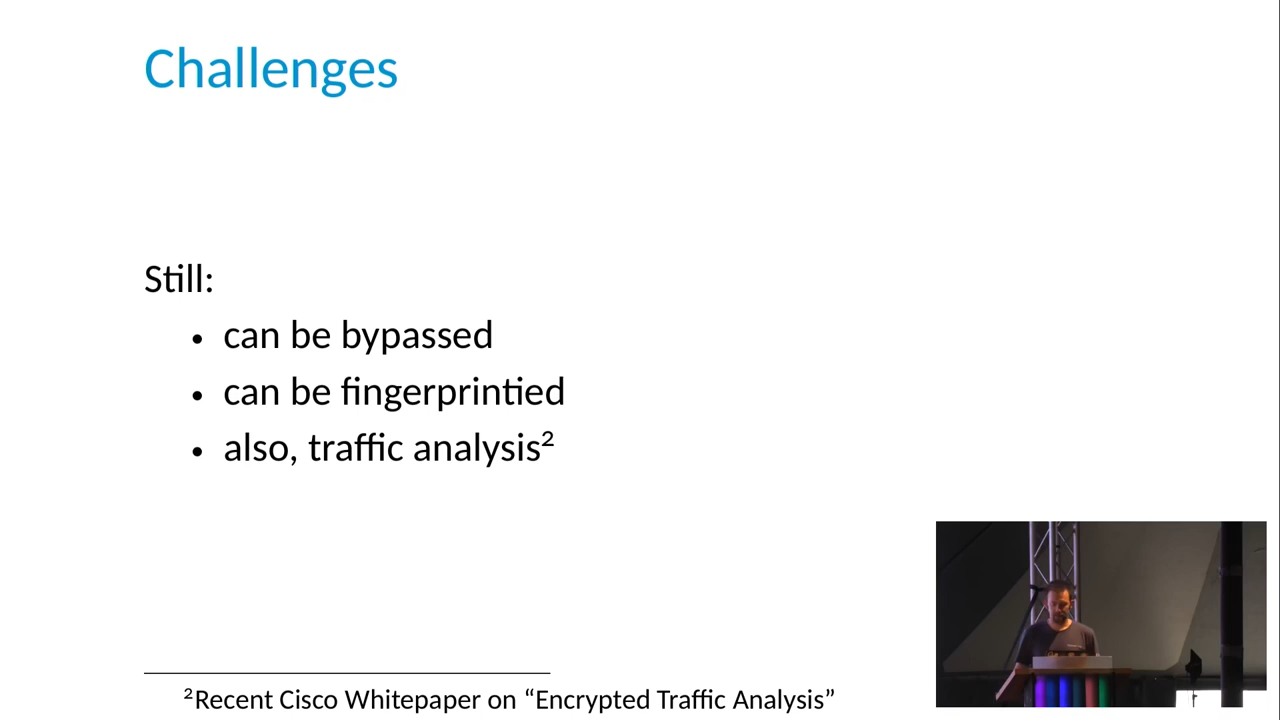 Challenges
Still:
• can be bypassed
• can be fingerprintied
• also, traffic analysis²
²Recent Cisco Whitepaper on “Encrypted Traffic Analysis”